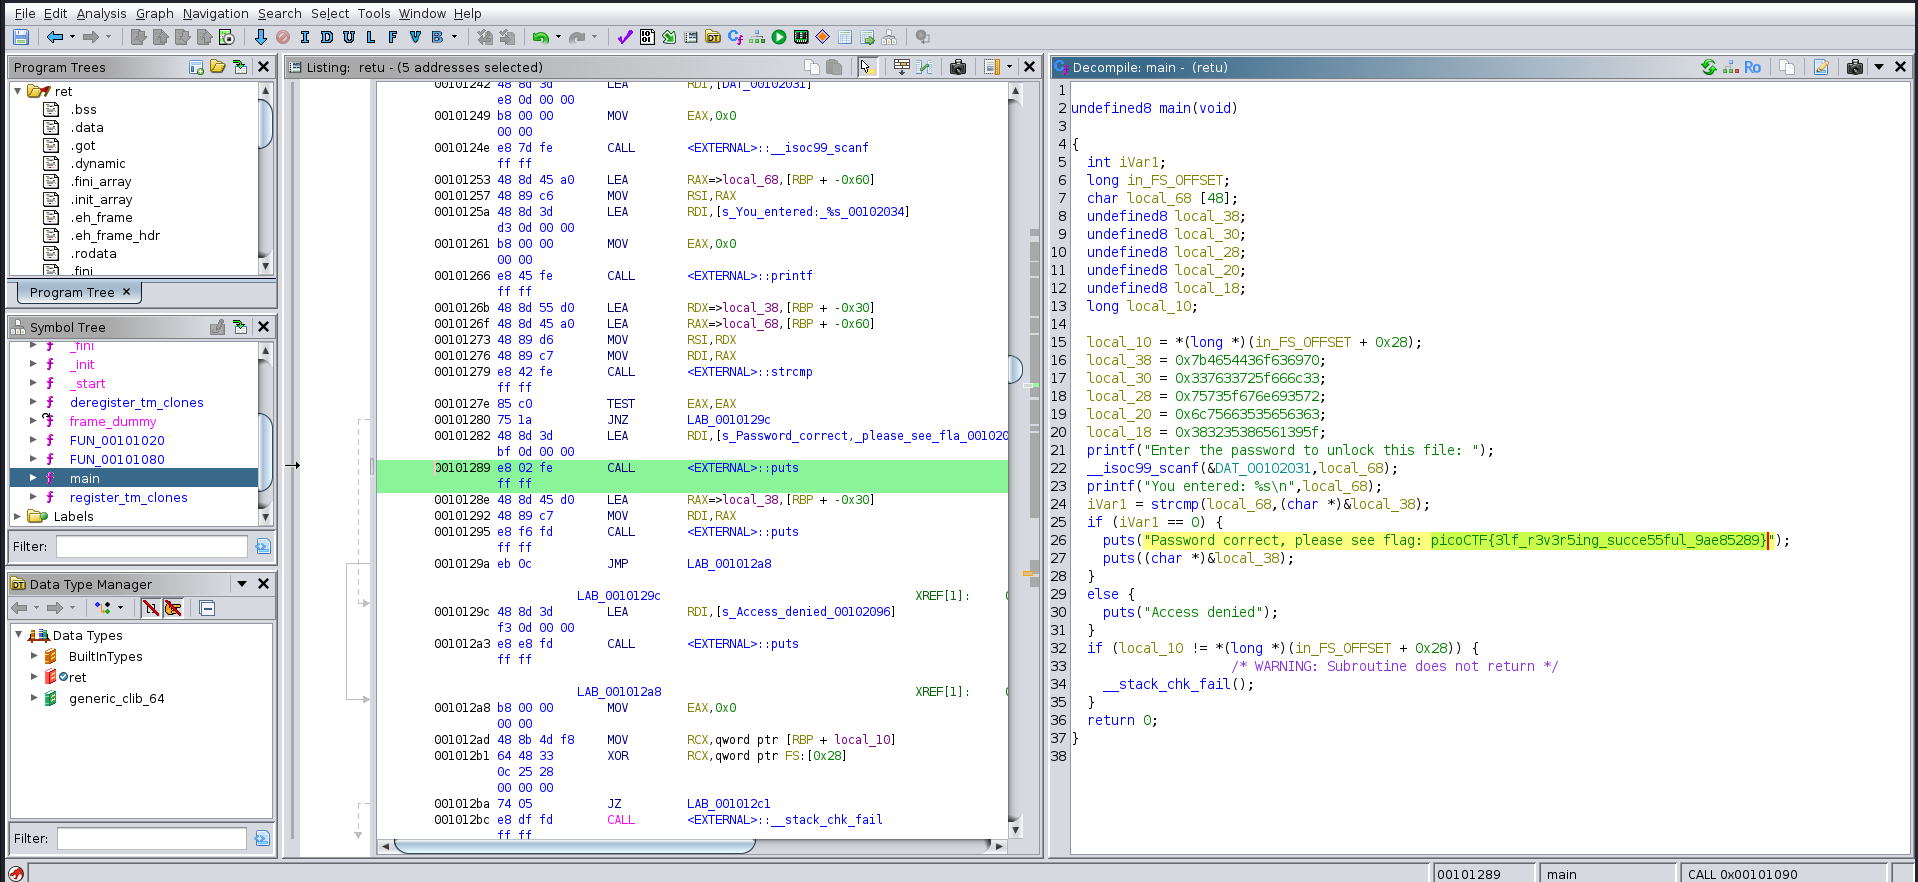 File Edit Analysis Graph Navigation Search Select Tools Window Help
I D U L F V B
Program Trees
ret
.bss
.data
.got
.dynamic
.fini_array
.init_array
.eh_frame
.eh_frame_hdr
.rodata
.fini
Program Tree ×
Symbol Tree
_fini
_init
_start
deregister_tm_clones
frame_dummy
FUN_00101020
FUN_00101080
main
register_tm_clones
Labels
Filter:
Data Type Manager
Data Types
BuiltInTypes
ret
generic_clib_64
Filter:
Listing: retu - (5 addresses selected)
00101242 48 8d 3d LEA RDI,[DAT_00102031]
e8 0d 00 00
00101249 b8 00 00 MOV EAX,0x0
00 00
0010124e e8 7d fe CALL <EXTERNAL>::__isoc99_scanf
ff ff
00101253 48 8d 45 a0 LEA RAX=>local_68,[RBP + -0x60]
00101257 48 89 c6 MOV RSI,RAX
0010125a 48 8d 3d LEA RDI,[s_You_entered:_%s_00102034]
d3 0d 00 00
00101261 b8 00 00 MOV EAX,0x0
00 00
00101266 e8 45 fe CALL <EXTERNAL>::printf
ff ff
0010126b 48 8d 55 d0 LEA RDX=>local_38,[RBP + -0x30]
0010126f 48 8d 45 a0 LEA RAX=>local_68,[RBP + -0x60]
00101273 48 89 d6 MOV RSI,RDX
00101276 48 89 c7 MOV RDI,RAX
00101279 e8 42 fe CALL <EXTERNAL>::strcmp
ff ff
0010127e 85 c0 TEST EAX,EAX
00101280 75 1a JNZ LAB_0010129c
00101282 48 8d 3d LEA RDI,[s_Password_correct,_please_see_fla_001020
bf 0d 00 00
00101289 e8 02 fe CALL <EXTERNAL>::puts
ff ff
0010128e 48 8d 45 d0 LEA RAX=>local_38,[RBP + -0x30]
00101292 48 89 c7 MOV RDI,RAX
00101295 e8 f6 fd CALL <EXTERNAL>::puts
ff ff
0010129a eb 0c JMP LAB_001012a8
LAB_0010129c XREF[1]:
0010129c 48 8d 3d LEA RDI,[s_Access_denied_00102096]
f3 0d 00 00
001012a3 e8 e8 fd CALL <EXTERNAL>::puts
ff ff
LAB_001012a8 XREF[1]:
001012a8 b8 00 00 MOV EAX,0x0
00 00
001012ad 48 8b 4d f8 MOV RCX,qword ptr [RBP + local_10]
001012b1 64 48 33 XOR RCX,qword ptr FS:[0x28]
0c 25 28
00 00 00
001012ba 74 05 JZ LAB_001012c1
001012bc e8 df fd CALL <EXTERNAL>::__stack_chk_fail
ff ff
Decompile: main - (retu)
Ro
1
2 undefined8 main(void)
3
4 {
5 int iVar1;
6 long in_FS_OFFSET;
7 char local_68 [48];
8 undefined8 local_38;
9 undefined8 local_30;
10 undefined8 local_28;
11 undefined8 local_20;
12 undefined8 local_18;
13 long local_10;
14
15 local_10 = *(long *)(in_FS_OFFSET + 0x28);
16 local_38 = 0x7b4654436f636970;
17 local_30 = 0x337633725f666c33;
18 local_28 = 0x75735f676e693572;
19 local_20 = 0x6c75663535656363;
20 local_18 = 0x383235386561395f;
21 printf("Enter the password to unlock this file: ");
22 __isoc99_scanf(&DAT_00102031,local_68);
23 printf("You entered: %s\n",local_68);
24 iVar1 = strcmp(local_68,(char *)&local_38);
25 if (iVar1 == 0) {
26 puts("Password correct, please see flag: picoCTF{3lf_r3v3r5ing_succe55ful_9ae85289}");
27 puts((char *)&local_38);
28 }
29 else {
30 puts("Access denied");
31 }
32 if (local_10 != *(long *)(in_FS_OFFSET + 0x28)) {
33 /* WARNING: Subroutine does not return */
34 __stack_chk_fail();
35 }
36 return 0;
37 }
38
00101289 main CALL 0x00101090